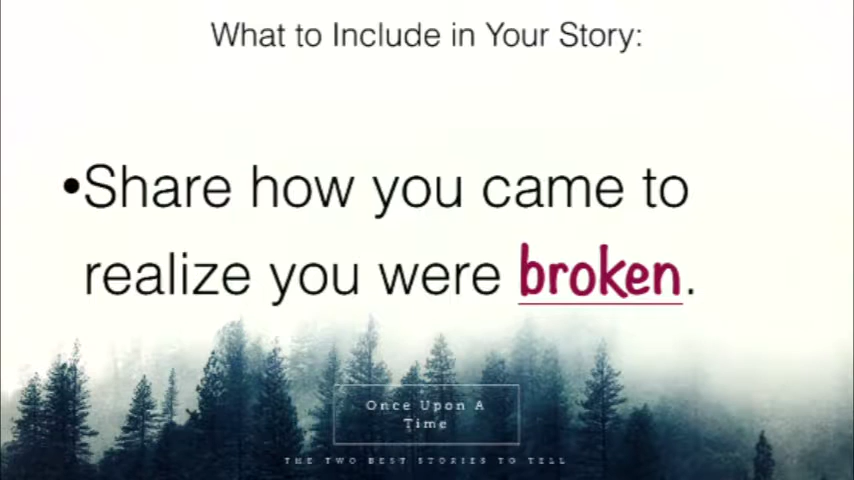 What to Include in Your Story:
•Share how you came to
realize you were broken.
Once Upon A
Time
THE TWO BEST STORIES TO TELL